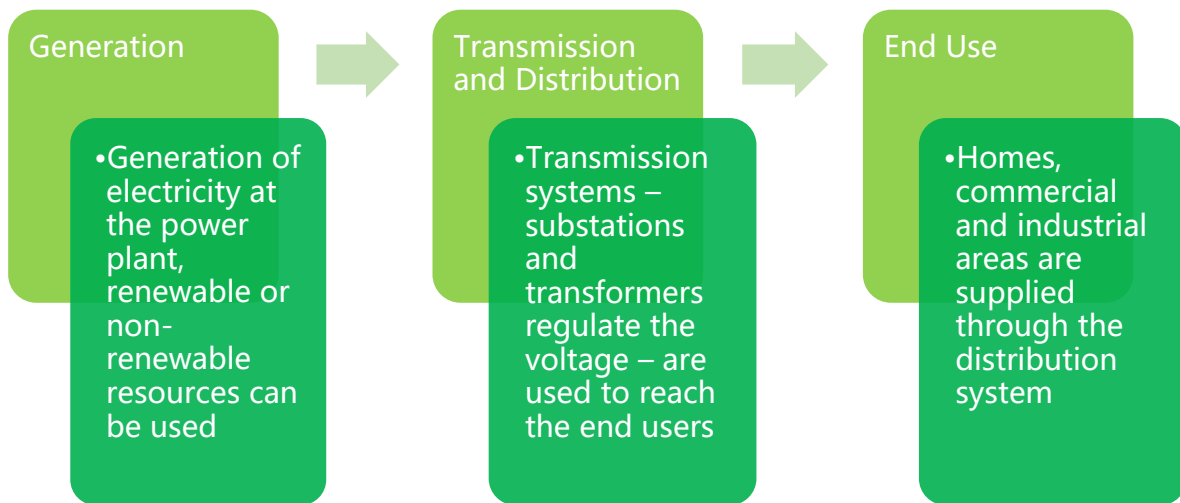 Generation
•Generation of
electricity at
the power
plant,
renewable or
non-
renewable
resources can
be used
Transmission
and Distribution
•Transmission
systems –
substations
and
transformers
regulate the
voltage – are
used to reach
the end users
End Use
•Homes,
commercial
and industrial
areas are
supplied
through the
distribution
system